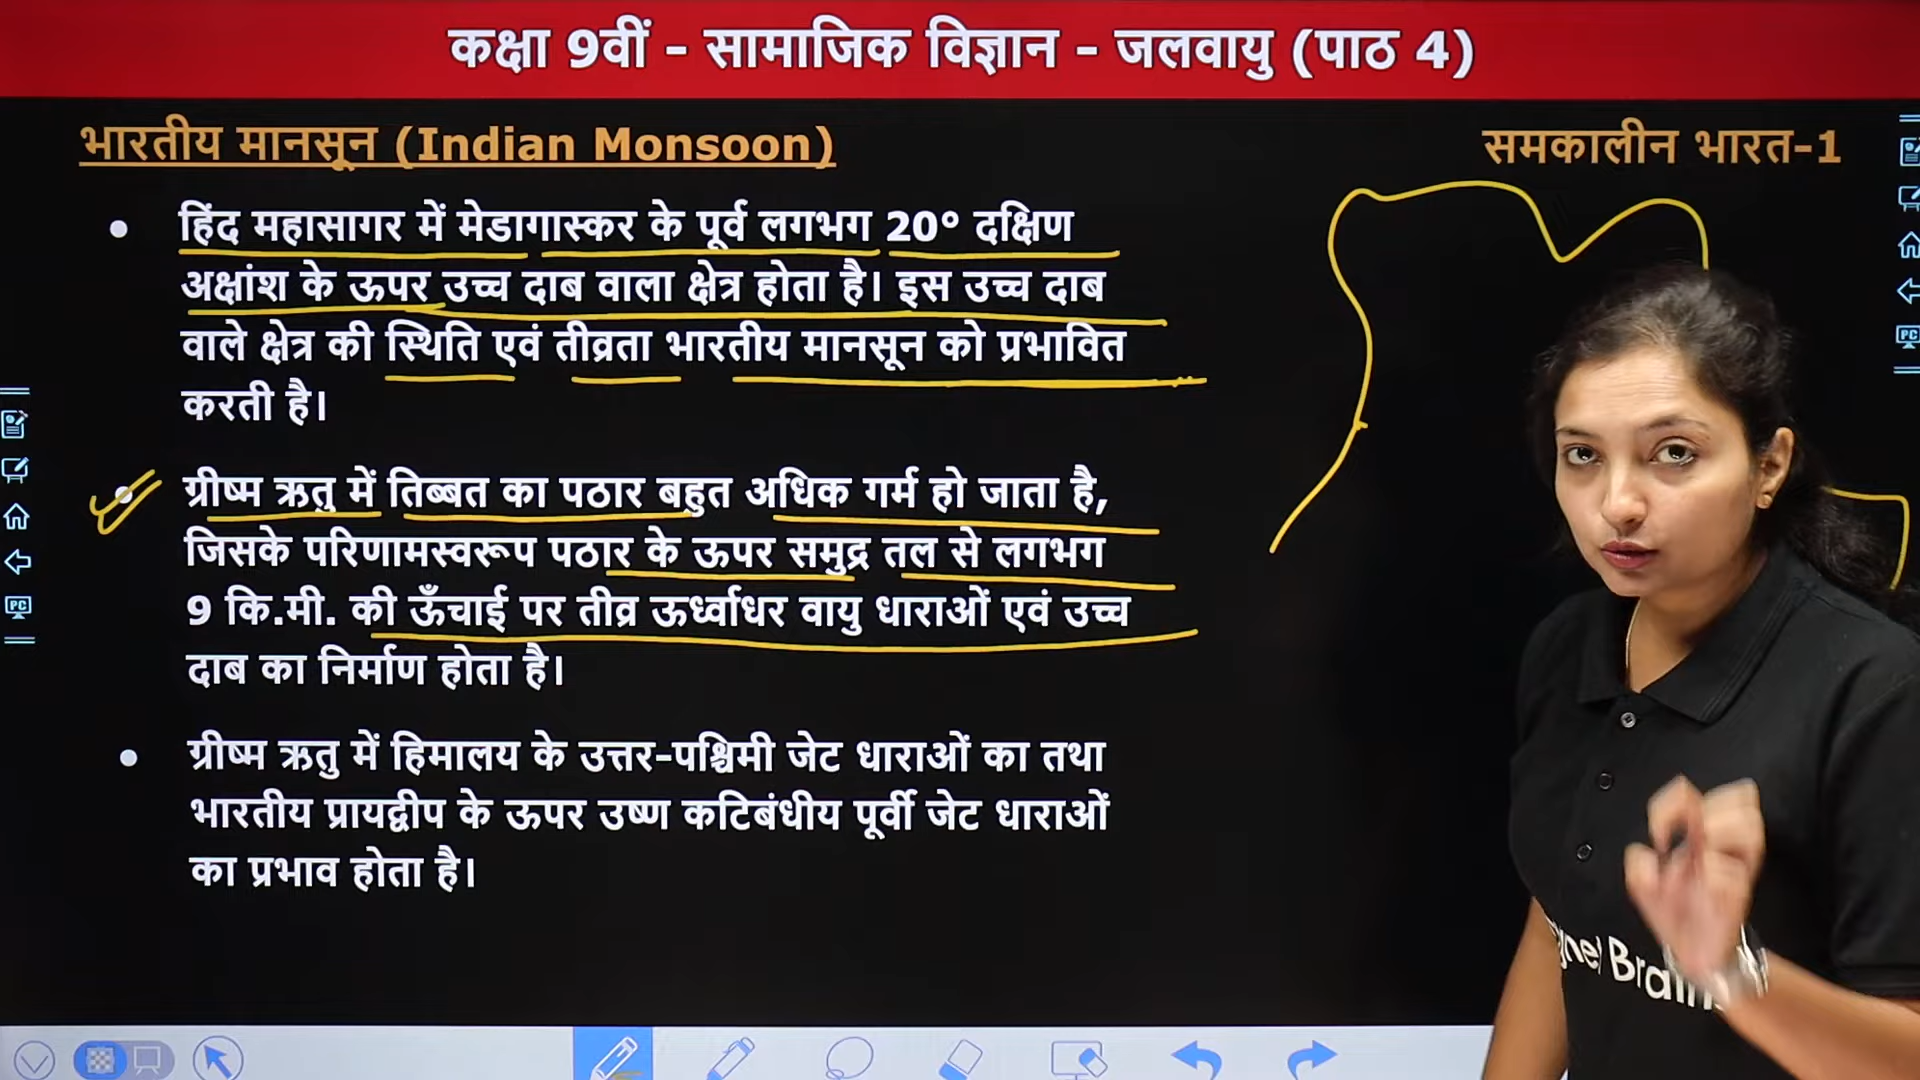 कक्षा 9वीं - सामाजिक विज्ञान - जलवायु (पाठ 4)
भारतीय मानसून (Indian Monsoon)
समकालीन भारत-1
• हिंद महासागर में मेडागास्कर के पूर्व लगभग 20° दक्षिण
अक्षांश के ऊपर उच्च दाब वाला क्षेत्र होता है। इस उच्च दाब
वाले क्षेत्र की स्थिति एवं तीव्रता भारतीय मानसून को प्रभावित
करती है।
• ग्रीष्म ऋतु में तिब्बत का पठार बहुत अधिक गर्म हो जाता है,
जिसके परिणामस्वरूप पठार के ऊपर समुद्र तल से लगभग
9 कि.मी. की ऊँचाई पर तीव्र ऊर्ध्वाधर वायु धाराओं एवं उच्च
दाब का निर्माण होता है।
• ग्रीष्म ऋतु में हिमालय के उत्तर-पश्चिमी जेट धाराओं का तथा
भारतीय प्रायद्वीप के ऊपर उष्ण कटिबंधीय पूर्वी जेट धाराओं
का प्रभाव होता है।
PC
PC